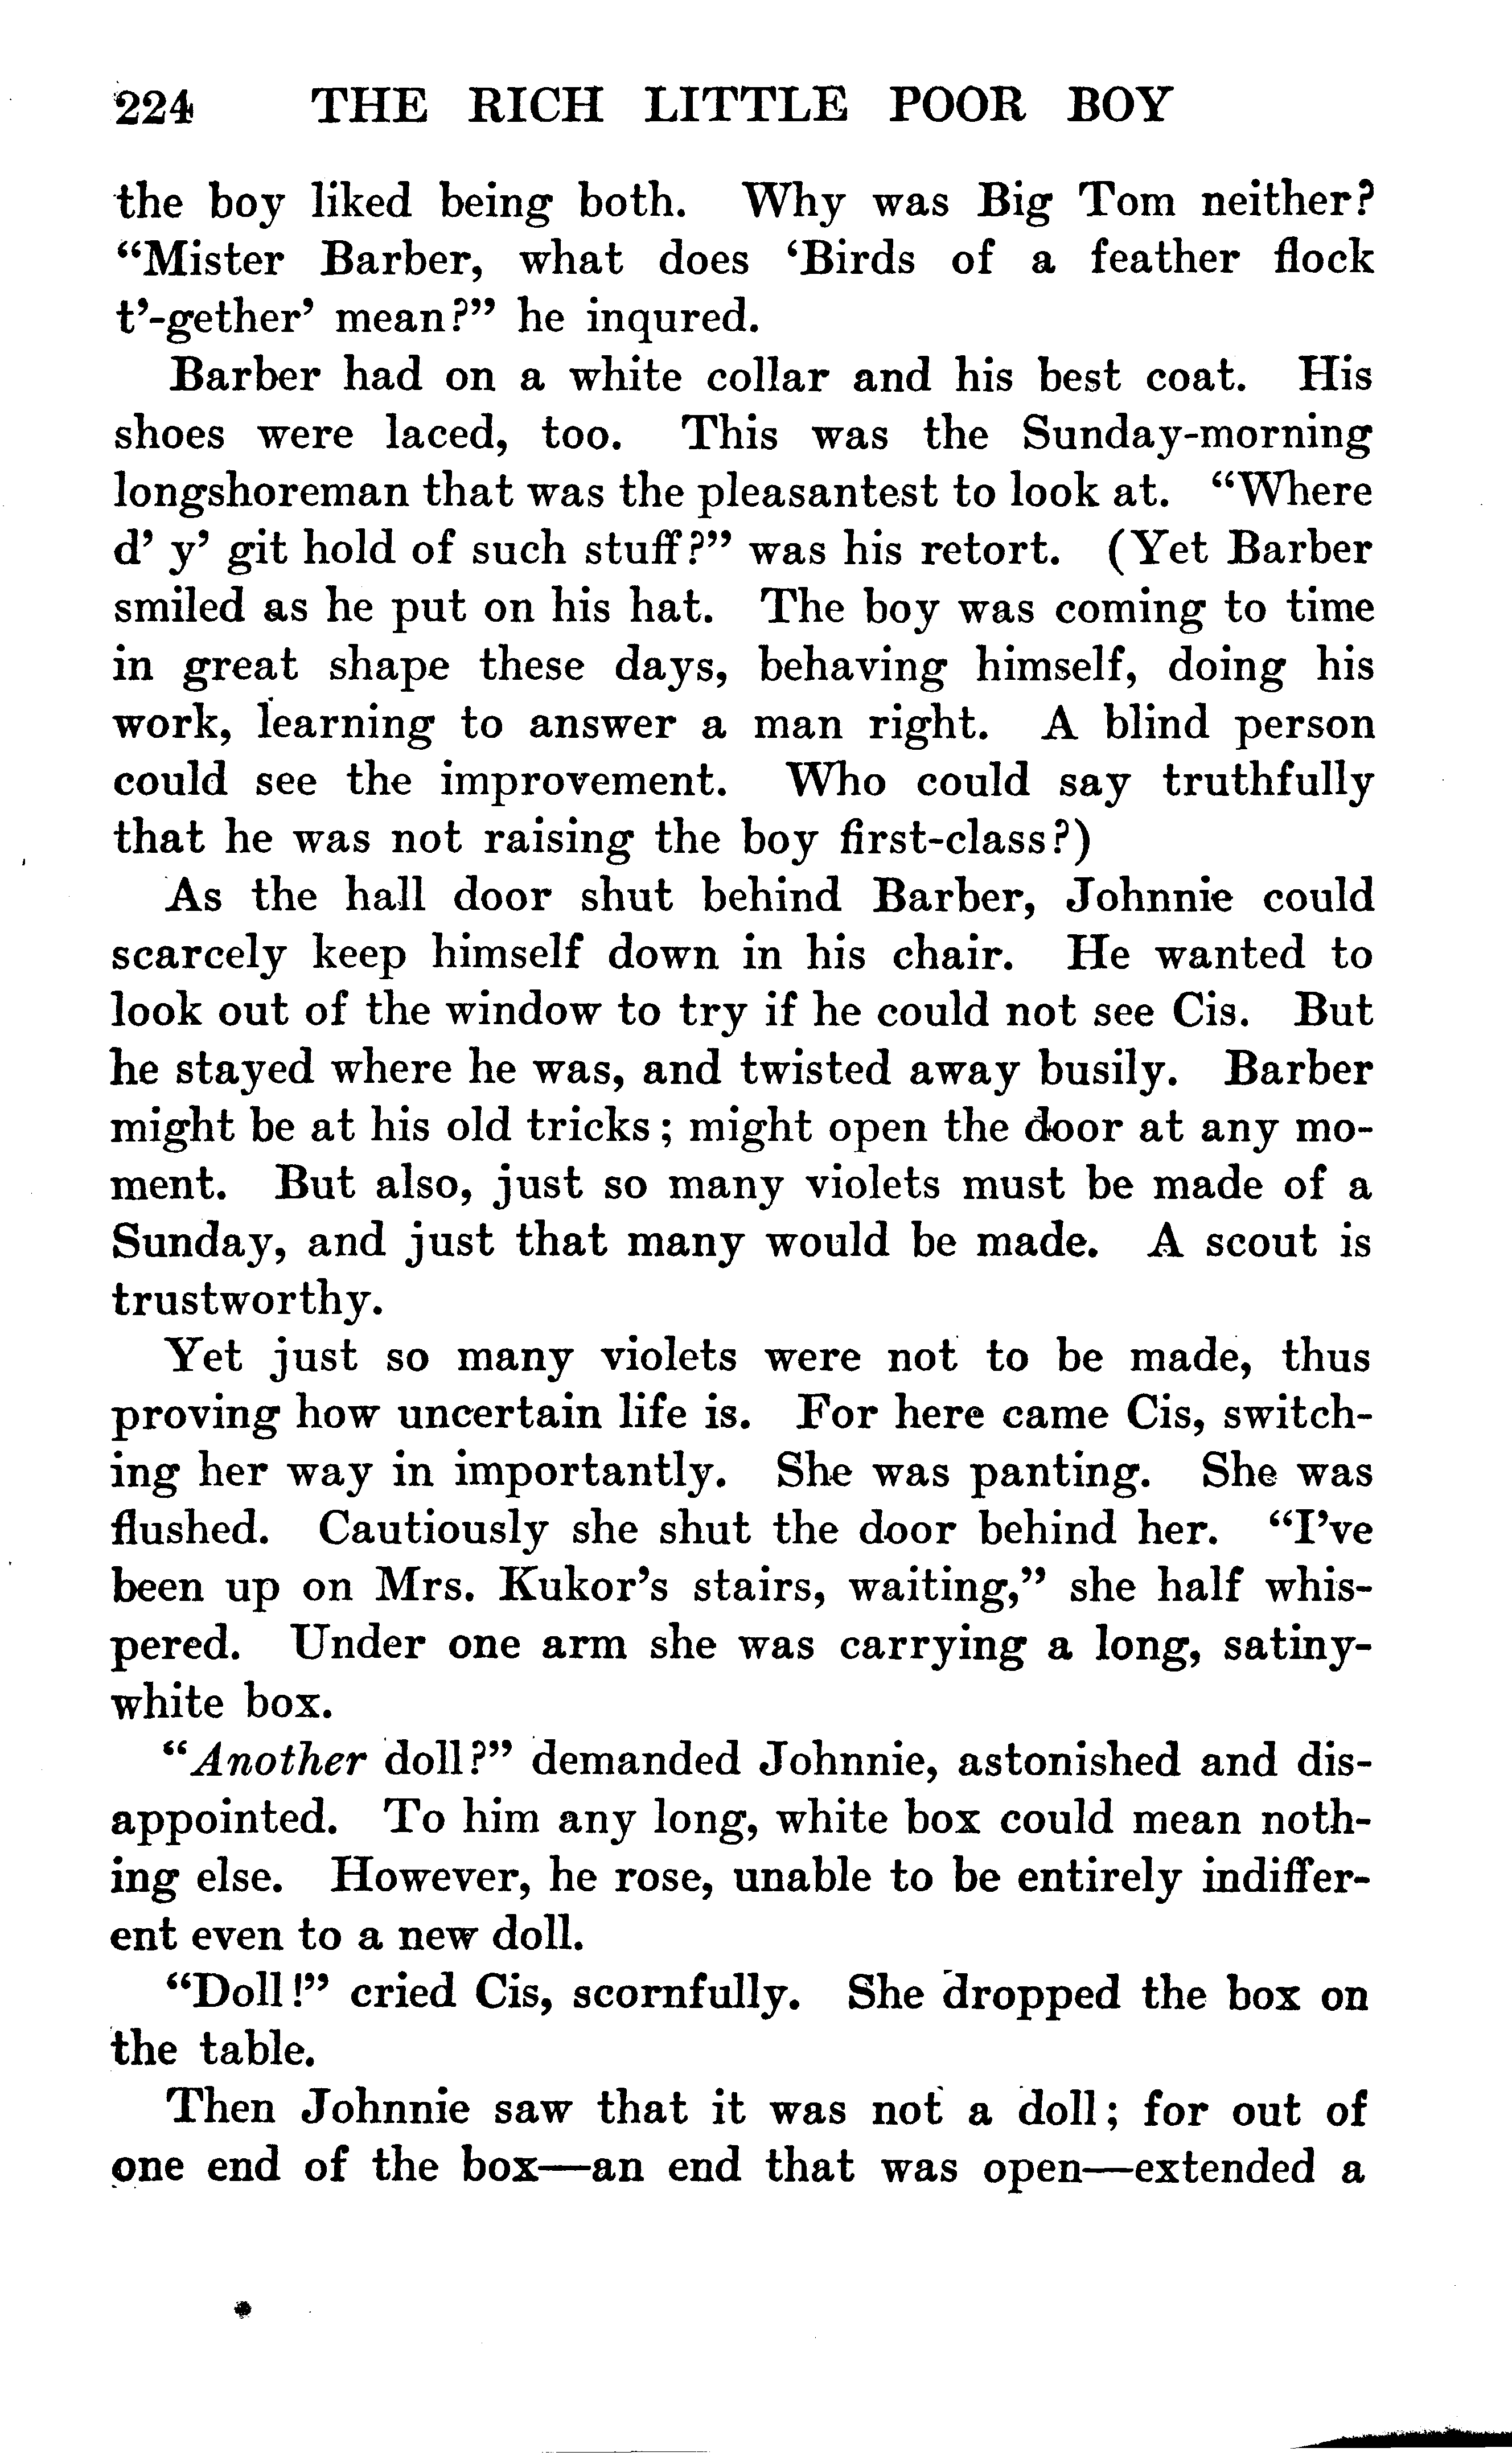 224 THE RICH LITTLE POOR BOY
the boy liked being both. Why was Big Tom neither?
“Mister Barber, what does ‘Birds of a feather flock
t’-gether’ mean?” he inqured.
Barber had on a white collar and his best coat. His
shoes were laced, too. This was the Sunday-morning
longshoreman that was the pleasantest to look at. “Where
d’ y’ git hold of such stuff?” was his retort. (Yet Barber
smiled as he put on his hat. The boy was coming to time
in great shape these days, behaving himself, doing his
work, learning to answer a man right. A blind person
could see the improvement. Who could say truthfully
that he was not raising the boy first-class?)
As the hall door shut behind Barber, Johnnie could
scarcely keep himself down in his chair. He wanted to
look out of the window to try if he could not see Cis. But
he stayed where he was, and twisted away busily. Barber
might be at his old tricks; might open the door at any mo-
ment. But also, just so many violets must be made of a
Sunday, and just that many would be made. A scout is
trustworthy.
Yet just so many violets were not to be made, thus
proving how uncertain life is. For here came Cis, switch-
ing her way in importantly. She was panting. She was
flushed. Cautiously she shut the door behind her. “I’ve
been up on Mrs. Kukor’s stairs, waiting,” she half whis-
pered. Under one arm she was carrying a long, satiny-
white box.
“Another doll?” demanded Johnnie, astonished and dis-
appointed. To him any long, white box could mean noth-
ing else. However, he rose, unable to be entirely indiffer-
ent even to a new doll.
“Doll!” cried Cis, scornfully. She dropped the box on
the table.
Then Johnnie saw that it was not a doll; for out of
one end of the box—an end that was open—extended a